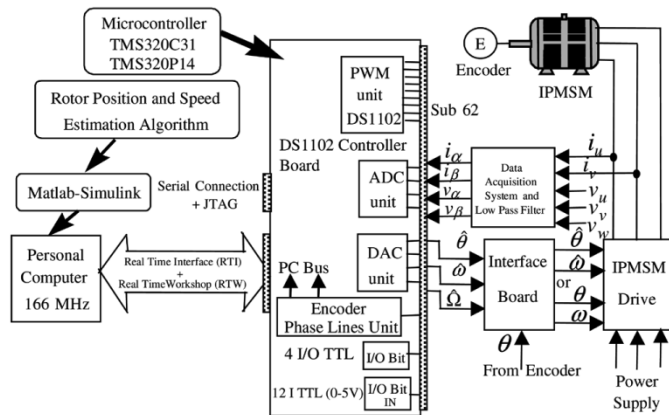 Microcontroller
TMS320C31
TMS320P14
Rotor Position and Speed
Estimation Algorithm
Matlab-Simulink
Personal
Computer
166 MHz
Serial Connection
+ JTAG
Real Time Interface (RTI)
+
Real TimeWorkshop (RTW)
PWM
unit
DS1102
DS1102 Controller
Board
ADC
unit
DAC
unit
PC Bus
Encoder
Phase Lines Unit
4 I/O TTL
I/O Bit
12 I TTL (0-5V)
I/O Bit
IN
Sub 62
E
Encoder
IPMSM
iα
iβ
vα
vβ
Data
Acquisition
System and
Low Pass Filter
iu
iv
vu
vv
vw
θ̂
ω̂
Ω̂
Interface
Board
θ̂
ω̂
or
θ
ω
IPMSM
Drive
θ
From Encoder
Power
Supply